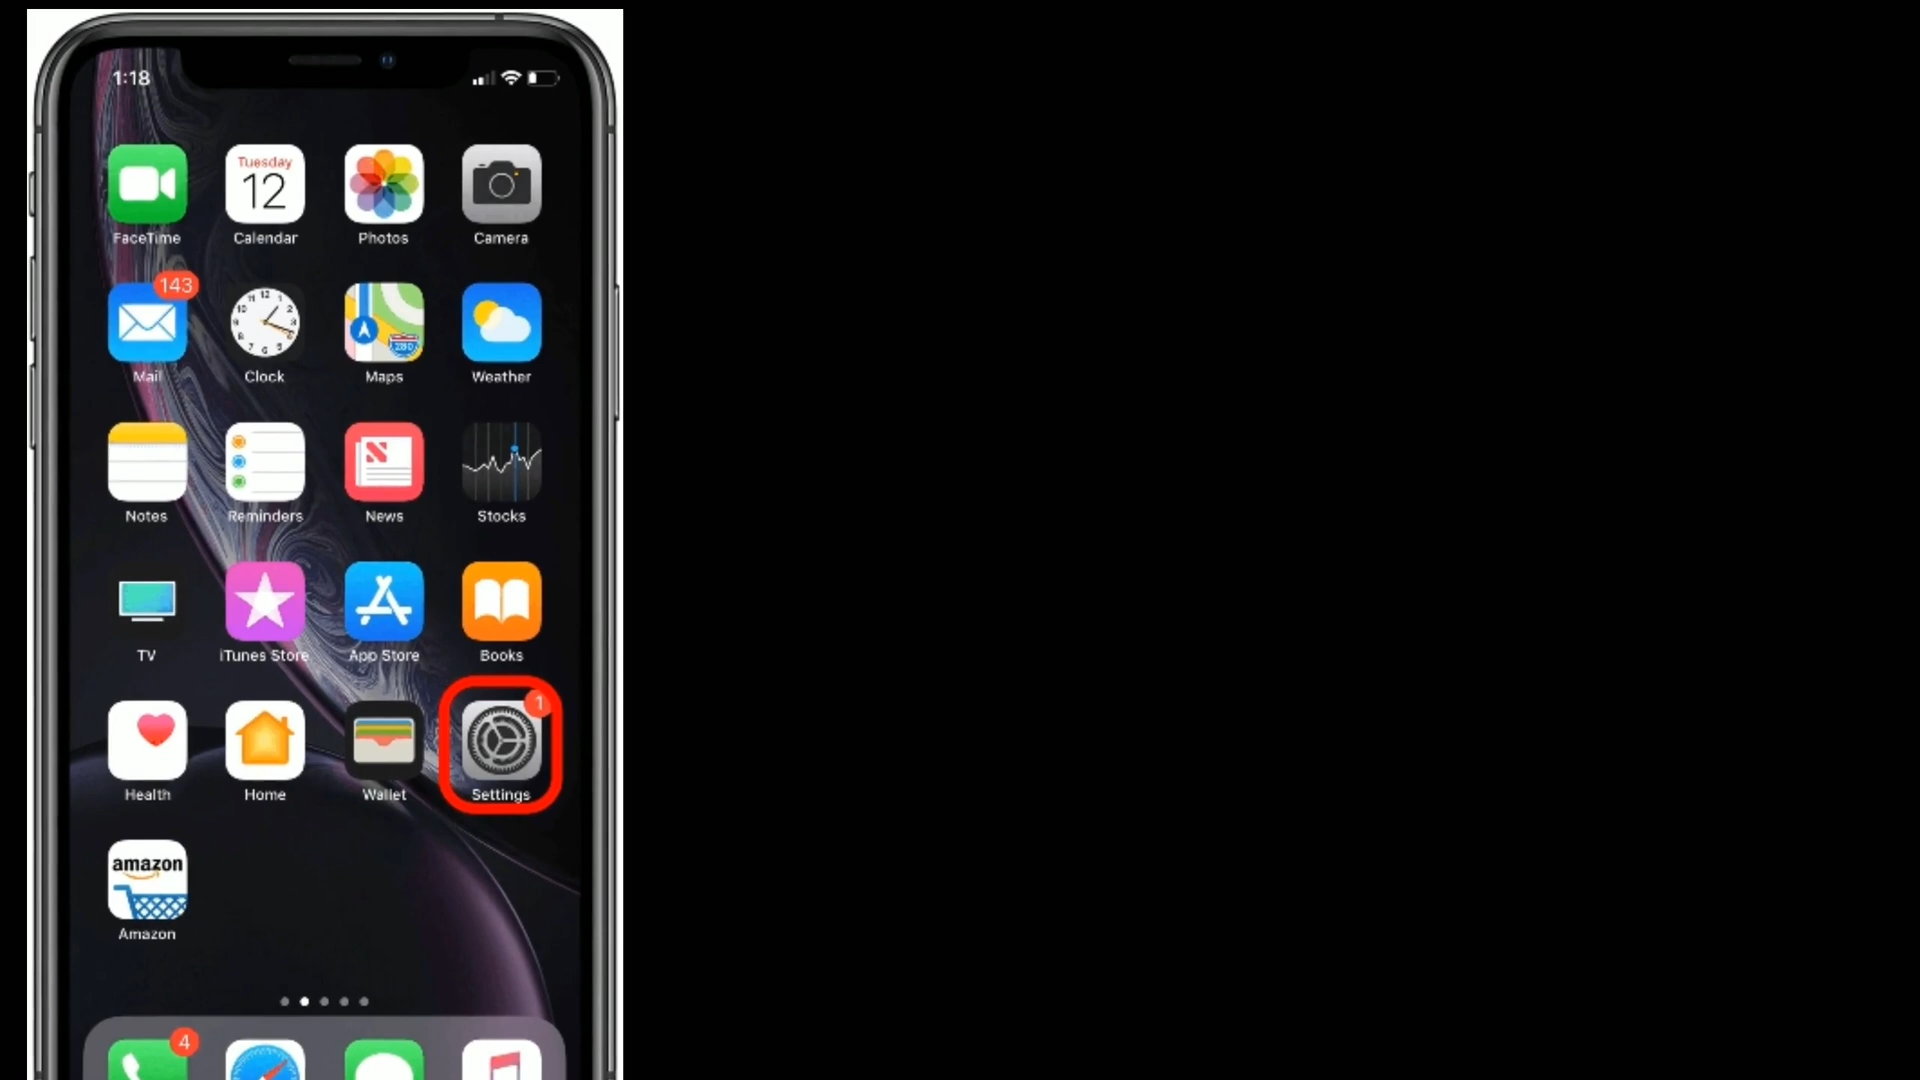 1:18
Tuesday
12
280
FaceTime Calendar Photos Camera
143
Mail Clock Maps Weather
Notes Reminders News Stocks
TV iTunes Store App Store Books
1
Health Home Wallet Settings
amazon
Amazon
4